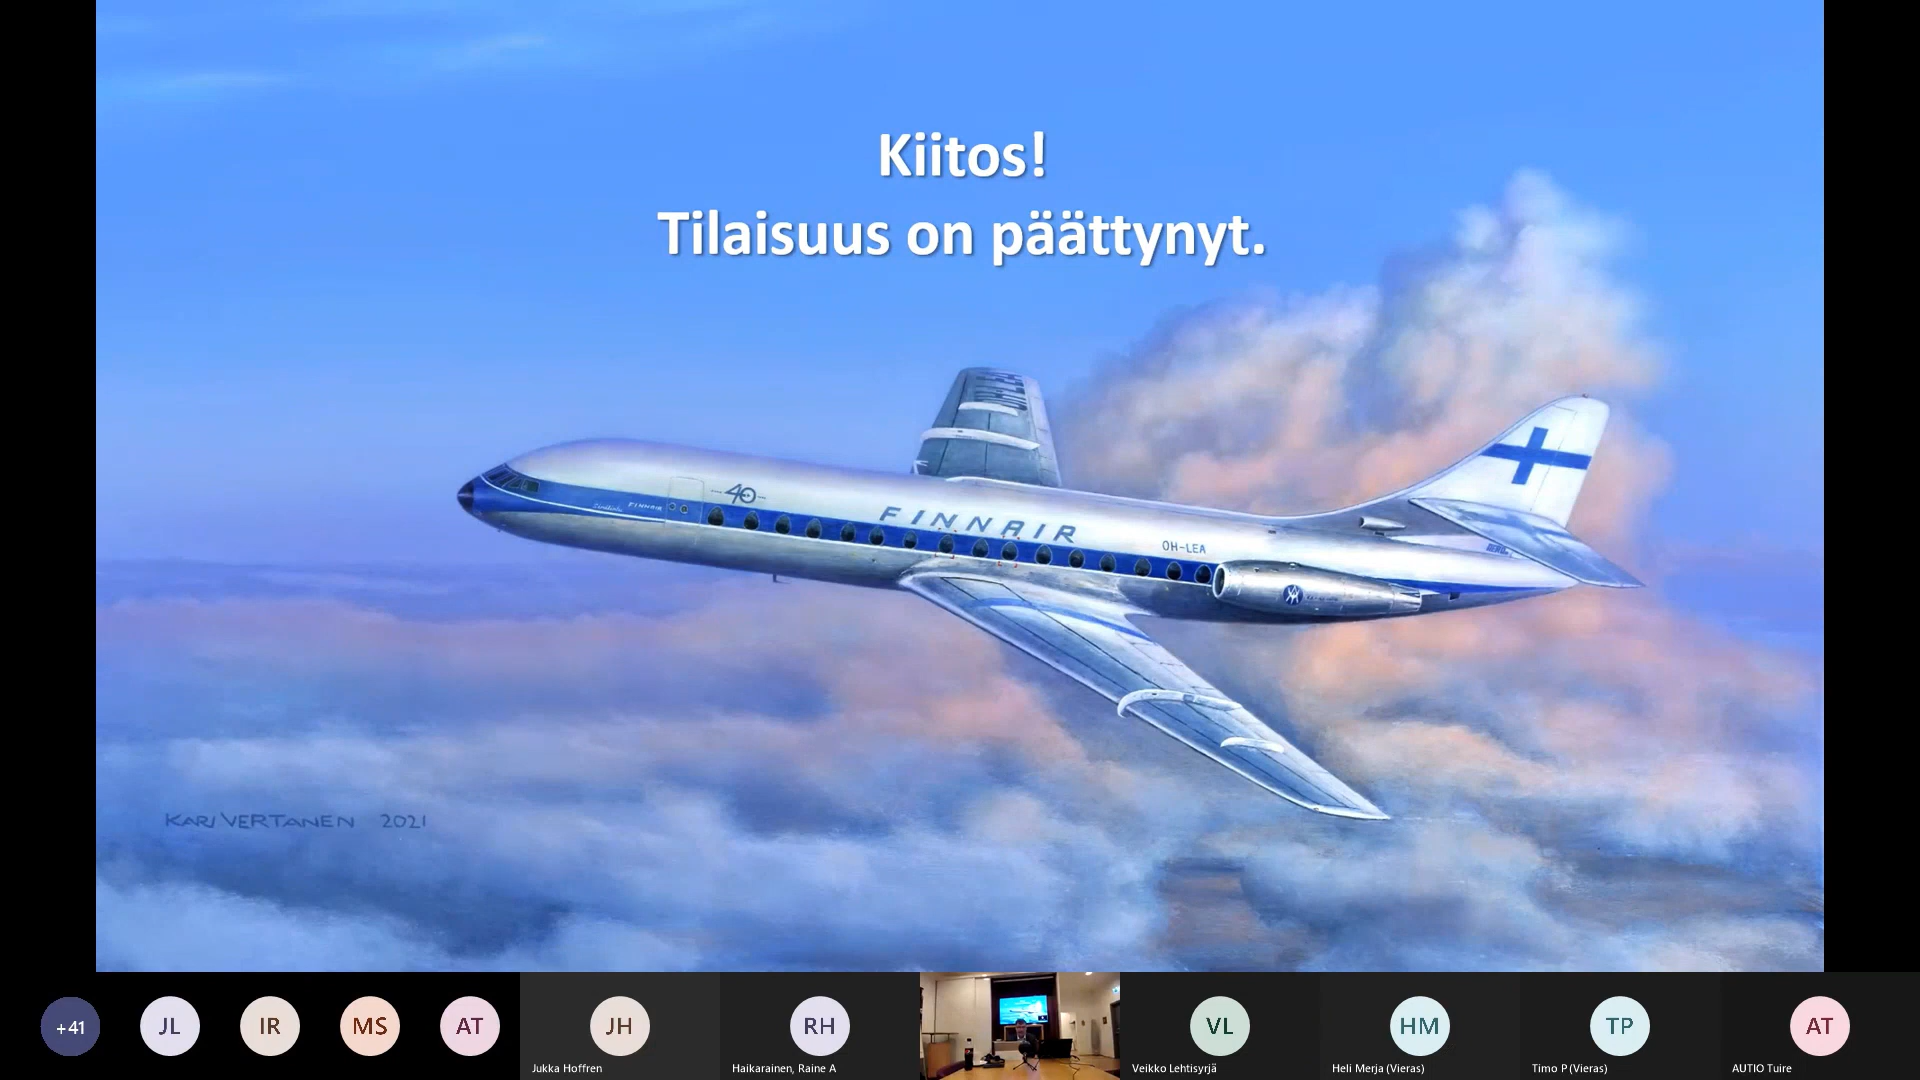 Kiitos!
Tilaisuus on päättynyt.
40
FINNAIR
FINNAIR
OH-LEA
KARI VERTANEN 2021
+41
JL
IR
MS
AT
JH
RH
VL
HM
TP
AT
Jukka Hoffren
Haikarainen, Raine A
Veikko Lehtisyrjä
Heli Merja (Vieras)
Timo P (Vieras)
AUTIO Tuire